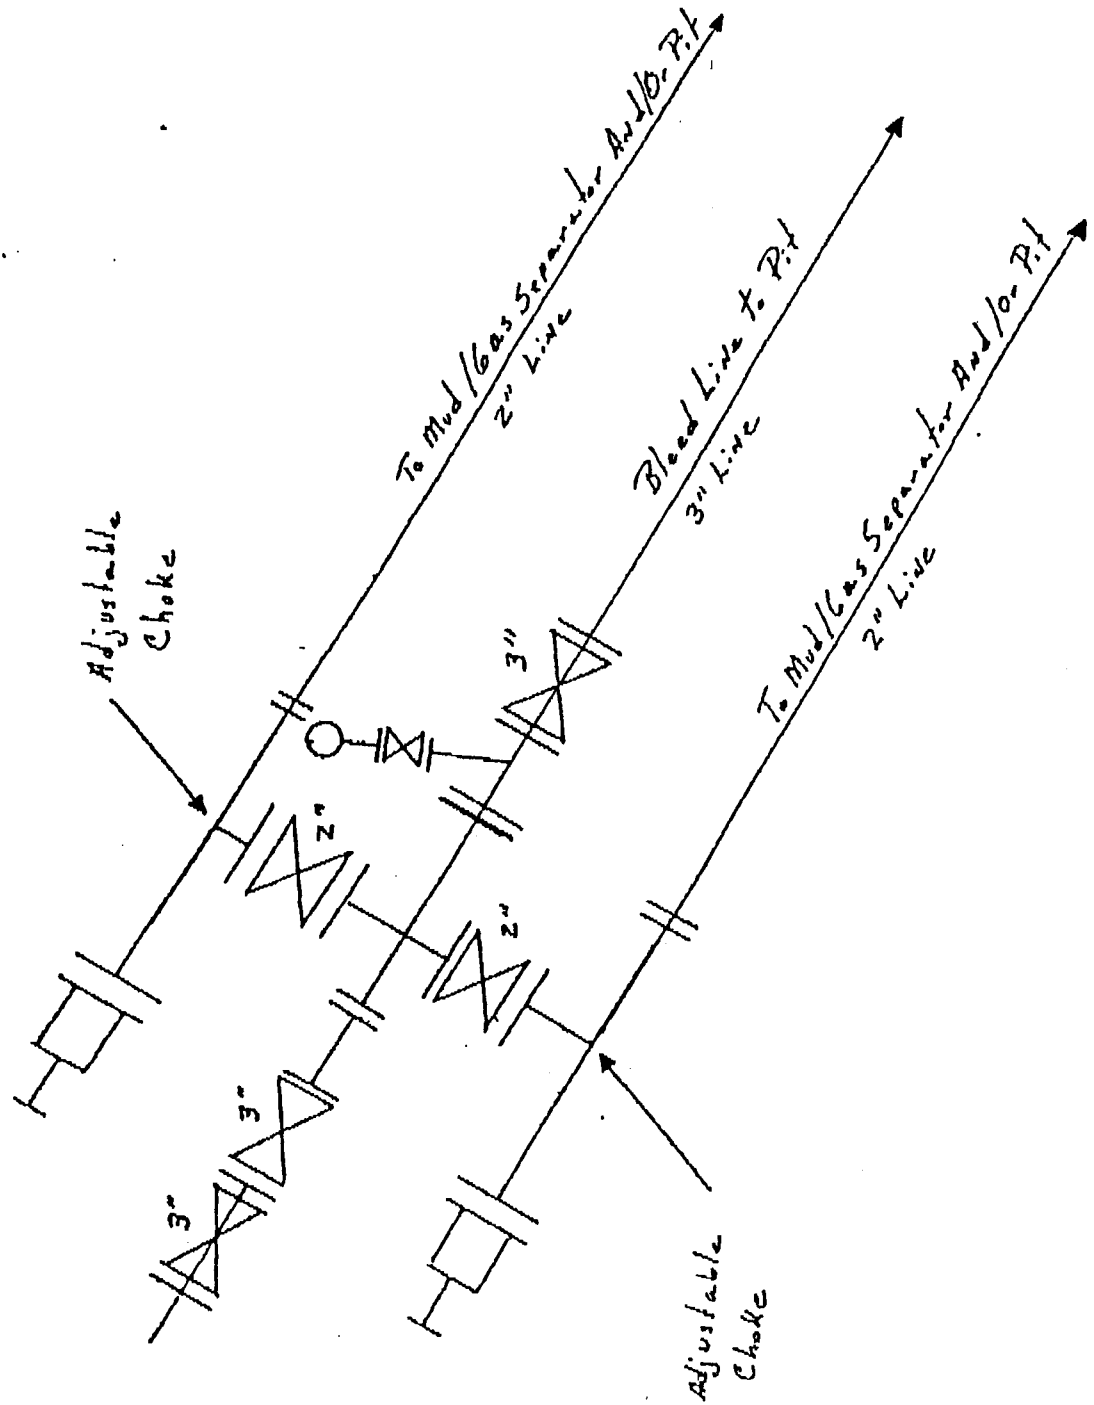 Adjustable
Choke
To Mud/Gas Separator And/Or Pit
2" Line
2"
3"
3"
3"
Bleed Line to Pit
3" Line
2"
To Mud/Gas Separator And/Or Pit
2" Line
Adjustable
Choke